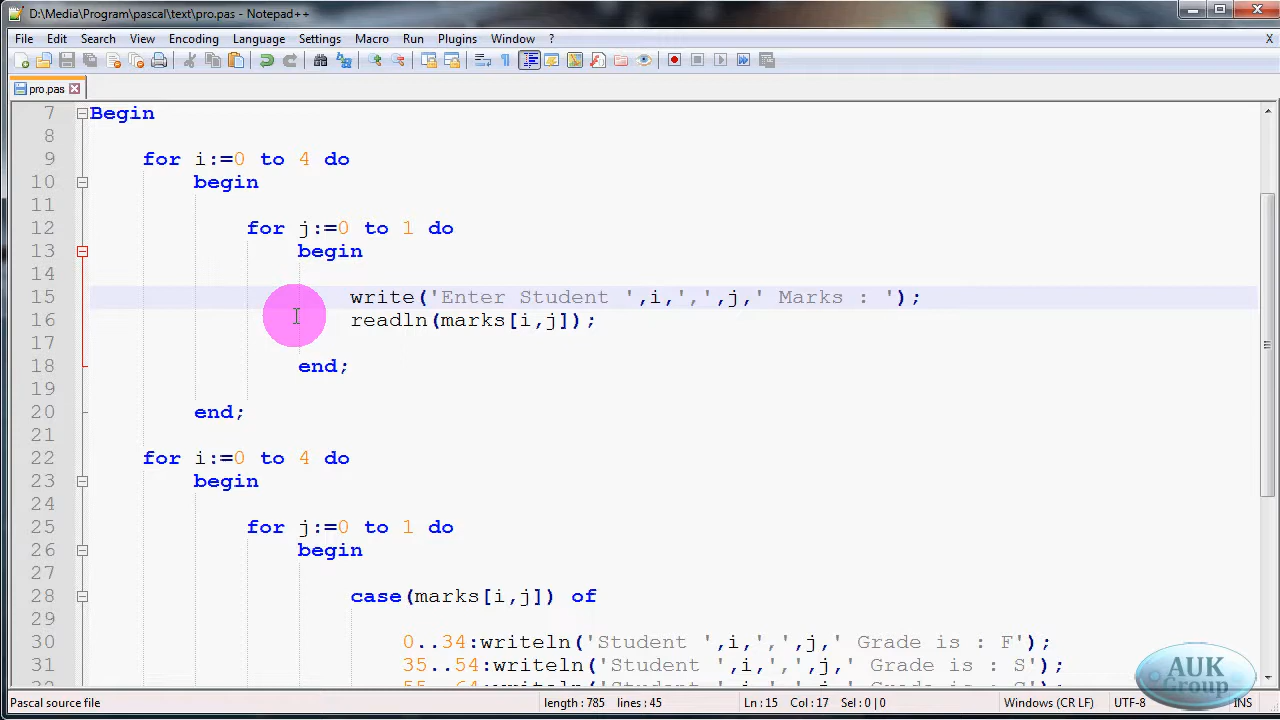 D:\Media\Program\pascal\text\pro.pas - Notepad++
File Edit Search View Encoding Language Settings Macro Run Plugins Window ? X
pro.pas
7 Begin
8
9 for i:=0 to 4 do
10 begin
11
12 for j:=0 to 1 do
13 begin
14
15 write('Enter Student ',i,',',j,' Marks : ');
16 readln(marks[i,j]);
17
18 end;
19
20 end;
21
22 for i:=0 to 4 do
23 begin
24
25 for j:=0 to 1 do
26 begin
27
28 case(marks[i,j]) of
29
30 0..34:writeln('Student ',i,',',j,' Grade is : F');
31 35..54:writeln('Student ',i,',',j,' Grade is : S');
AUK
Group
Pascal source file length : 785 lines : 45 Ln : 15 Col : 17 Sel : 0 | 0 Windows (CR LF) UTF-8 INS